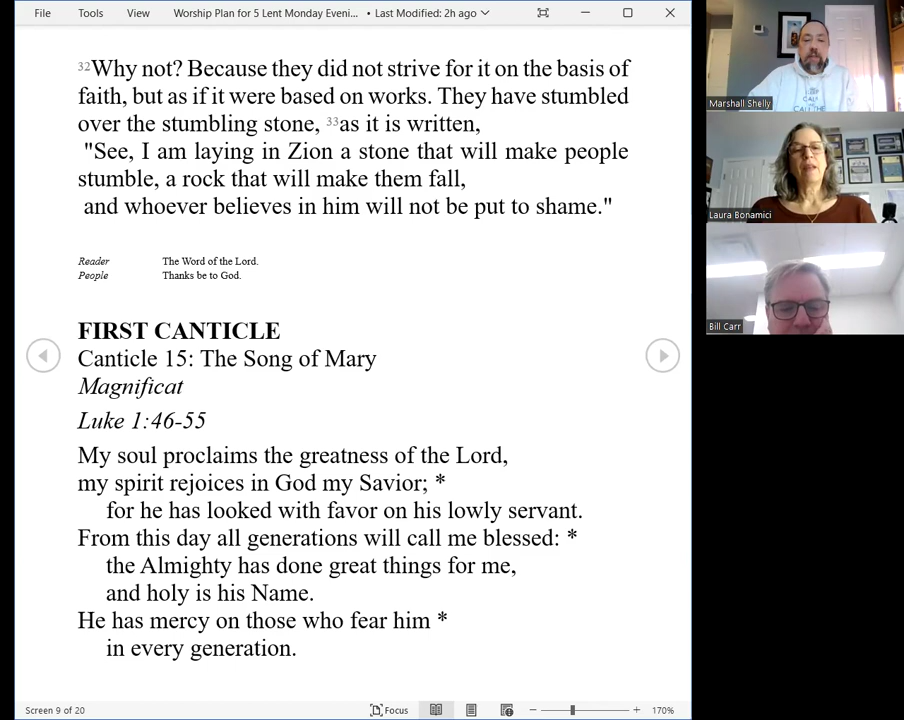 File Tools View Worship Plan for 5 Lent Monday Eveni... • Last Modified: 2h ago
32Why not? Because they did not strive for it on the basis of
faith, but as if it were based on works. They have stumbled
over the stumbling stone, 33as it is written,
"See, I am laying in Zion a stone that will make people
stumble, a rock that will make them fall,
and whoever believes in him will not be put to shame."
Reader The Word of the Lord.
People Thanks be to God.
FIRST CANTICLE
Canticle 15: The Song of Mary
Magnificat
Luke 1:46-55
My soul proclaims the greatness of the Lord,
my spirit rejoices in God my Savior; *
for he has looked with favor on his lowly servant.
From this day all generations will call me blessed: *
the Almighty has done great things for me,
and holy is his Name.
He has mercy on those who fear him *
in every generation.
Screen 9 of 20 Focus 170%
CALM
CALL THE
Marshall Shelly
Laura Bonamici
Bill Carr